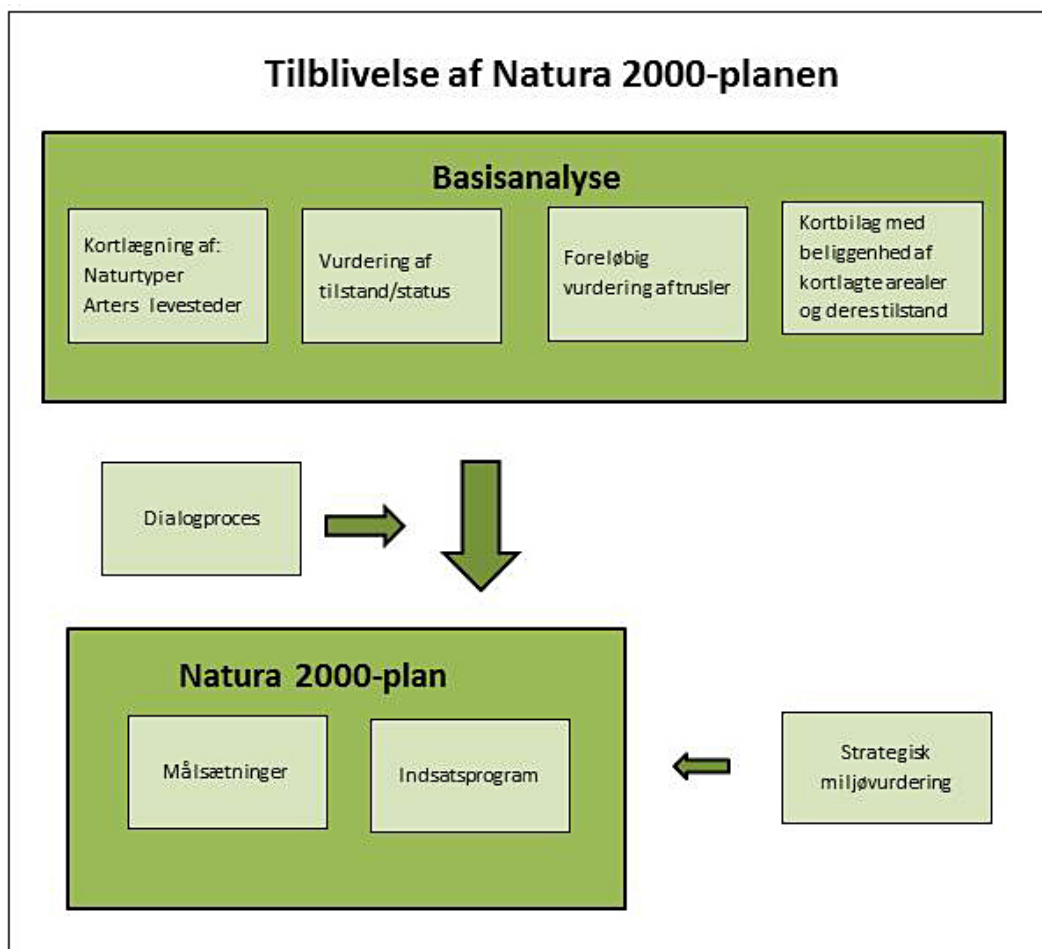 Tilblivelse af Natura 2000-planen
Basisanalyse
Kortlægning af:
Naturtyper
Arters levesteder
Vurdering af
tilstand/status
Foreløbig
vurdering af trusler
Kortbilag med
beliggenhed af
kortlagte arealer
og deres tilstand
Dialogproces
Natura 2000-plan
Målsætninger
Indsatsprogram
Strategisk
miljøvurdering